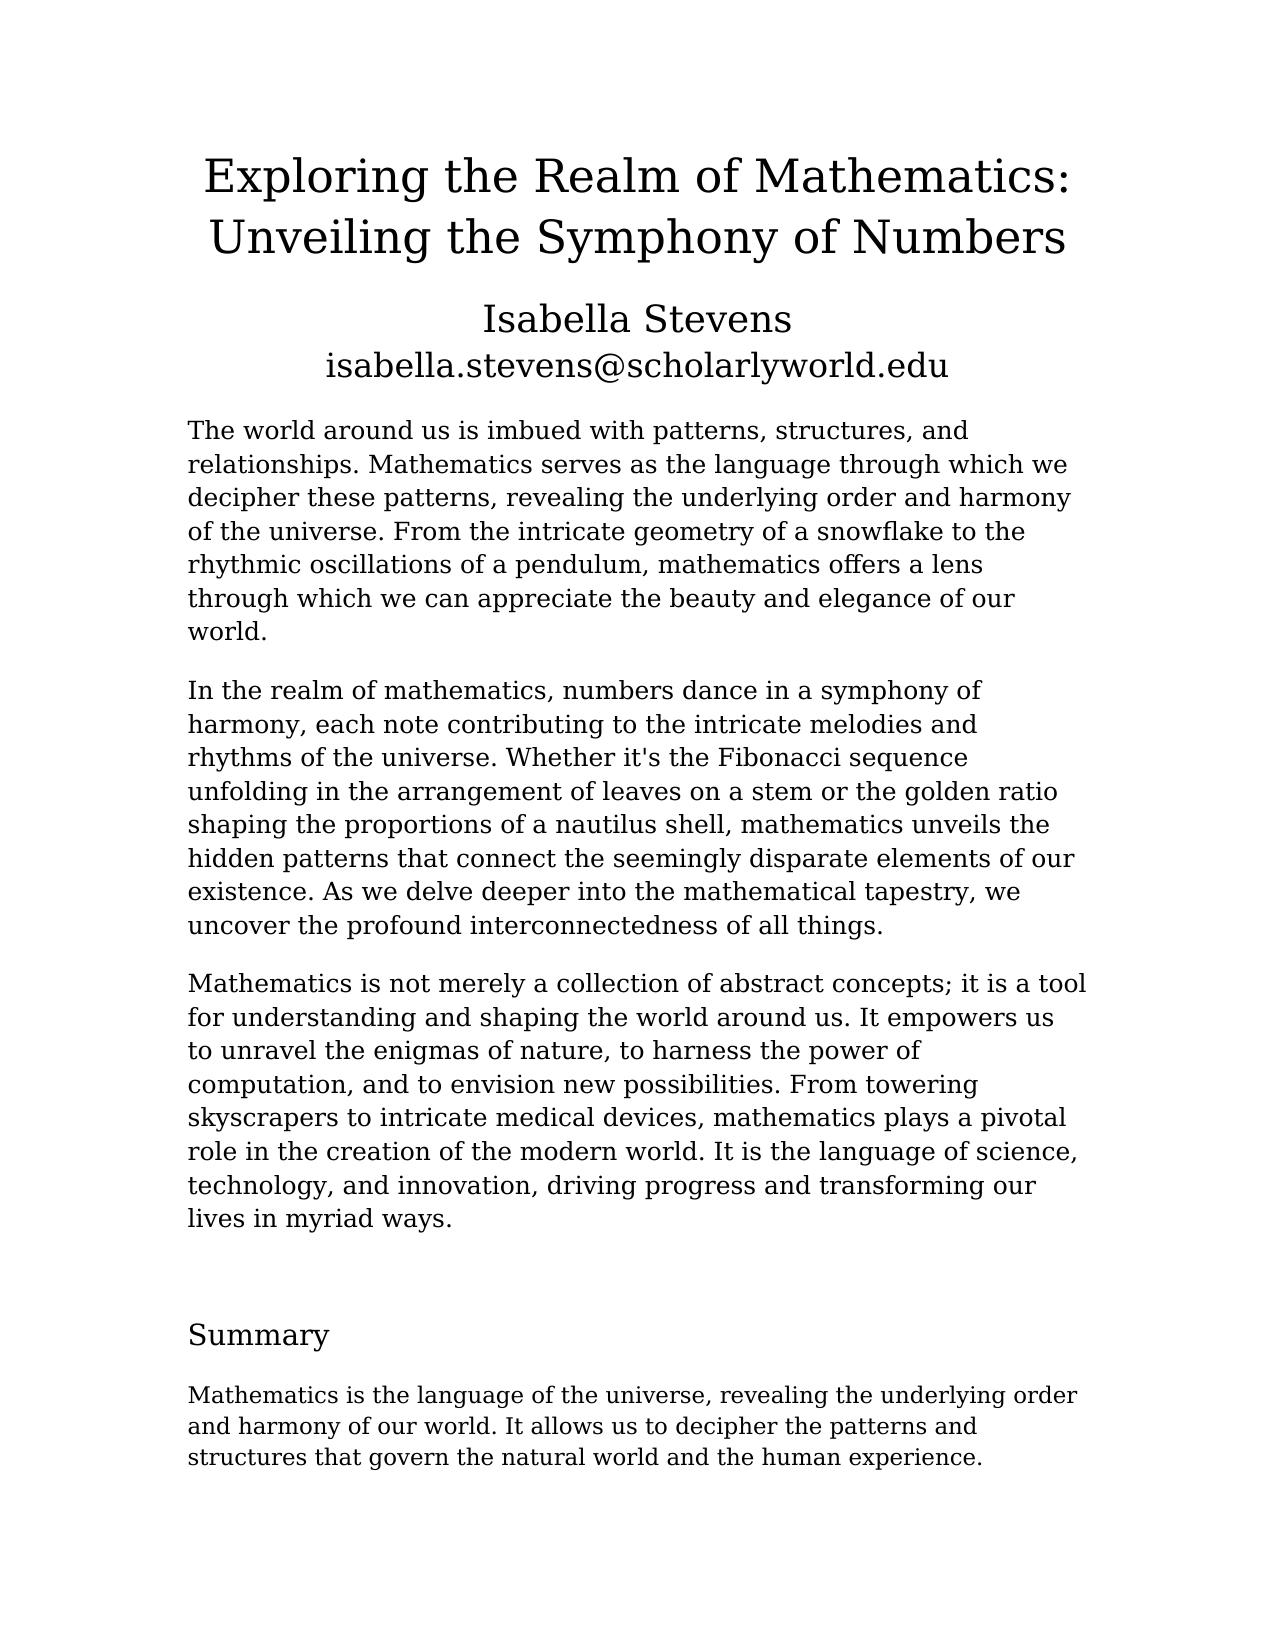 Exploring the Realm of Mathematics:
Unveiling the Symphony of Numbers
Isabella Stevens
isabella.stevens@scholarlyworld.edu
The world around us is imbued with patterns, structures, and
relationships. Mathematics serves as the language through which we
decipher these patterns, revealing the underlying order and harmony
of the universe. From the intricate geometry of a snowflake to the
rhythmic oscillations of a pendulum, mathematics offers a lens
through which we can appreciate the beauty and elegance of our
world.
In the realm of mathematics, numbers dance in a symphony of
harmony, each note contributing to the intricate melodies and
rhythms of the universe. Whether it's the Fibonacci sequence
unfolding in the arrangement of leaves on a stem or the golden ratio
shaping the proportions of a nautilus shell, mathematics unveils the
hidden patterns that connect the seemingly disparate elements of our
existence. As we delve deeper into the mathematical tapestry, we
uncover the profound interconnectedness of all things.
Mathematics is not merely a collection of abstract concepts; it is a tool
for understanding and shaping the world around us. It empowers us
to unravel the enigmas of nature, to harness the power of
computation, and to envision new possibilities. From towering
skyscrapers to intricate medical devices, mathematics plays a pivotal
role in the creation of the modern world. It is the language of science,
technology, and innovation, driving progress and transforming our
lives in myriad ways.
Summary
Mathematics is the language of the universe, revealing the underlying order
and harmony of our world. It allows us to decipher the patterns and
structures that govern the natural world and the human experience.